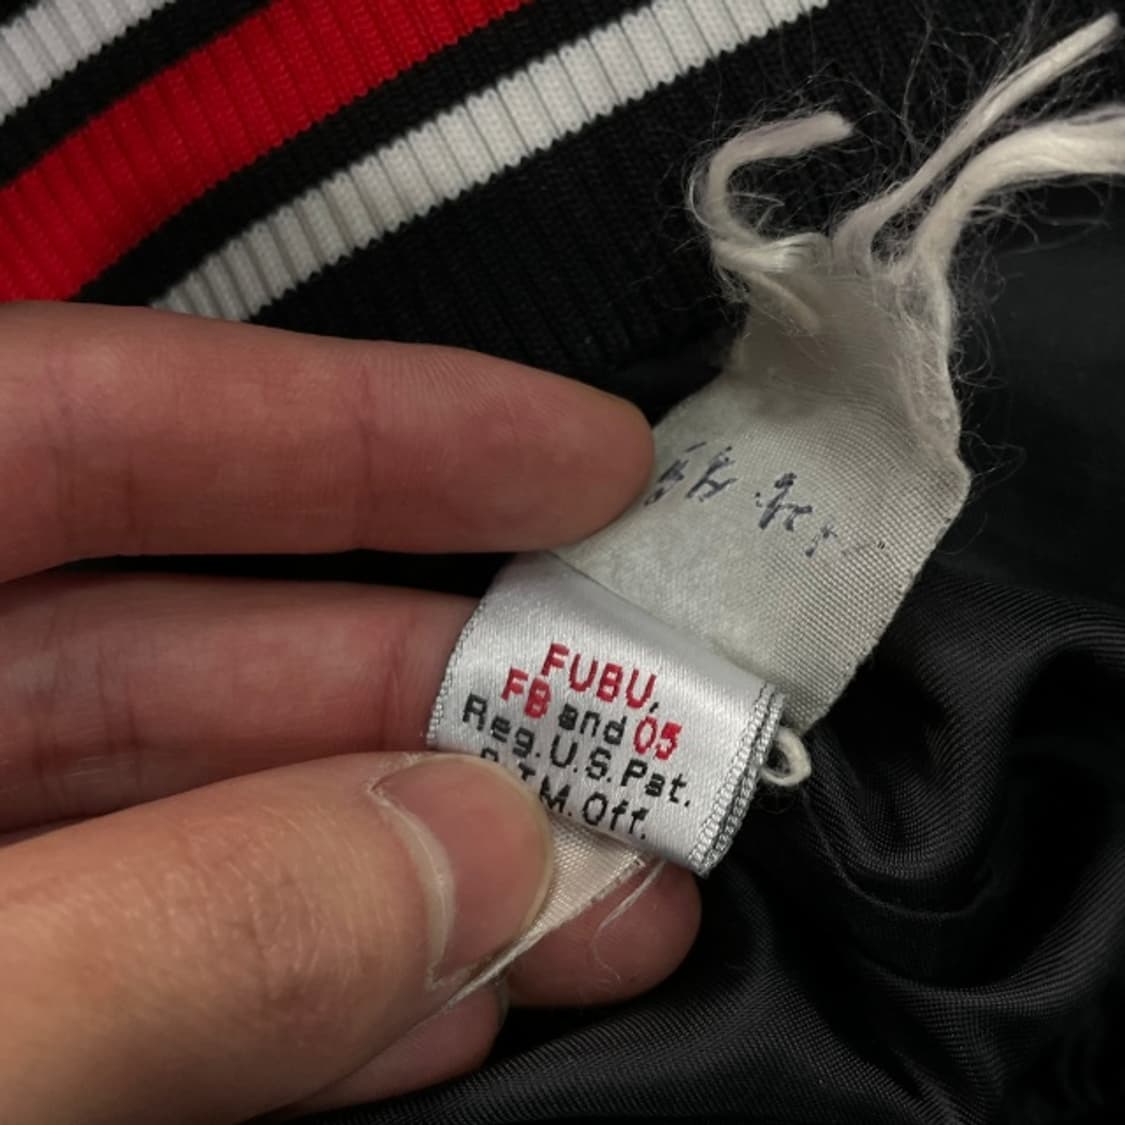 FUBU,
FB and 05
Reg.U.S.Pat.
&T.M.Off.